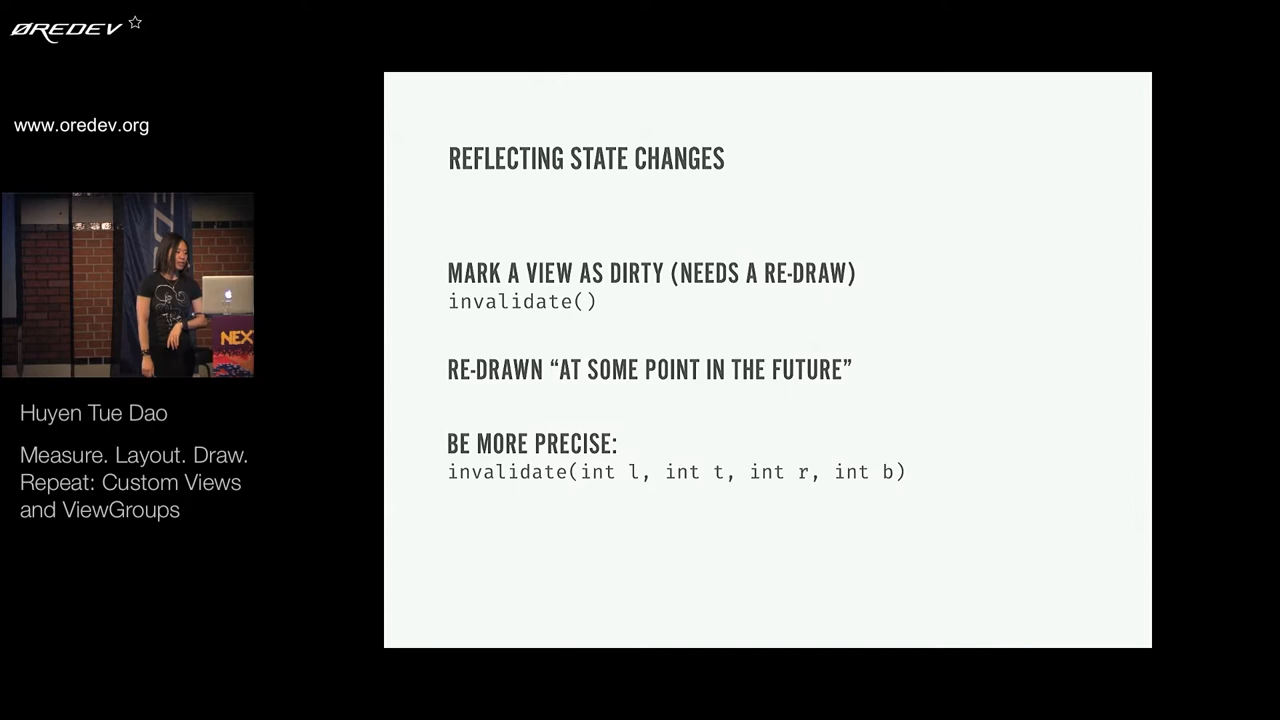 ØREDEV
www.oredev.org
REFLECTING STATE CHANGES
MARK A VIEW AS DIRTY (NEEDS A RE-DRAW)
invalidate()
RE-DRAWN “AT SOME POINT IN THE FUTURE”
BE MORE PRECISE:
invalidate(int l, int t, int r, int b)
NEX
Huyen Tue Dao
Measure. Layout. Draw.
Repeat: Custom Views
and ViewGroups